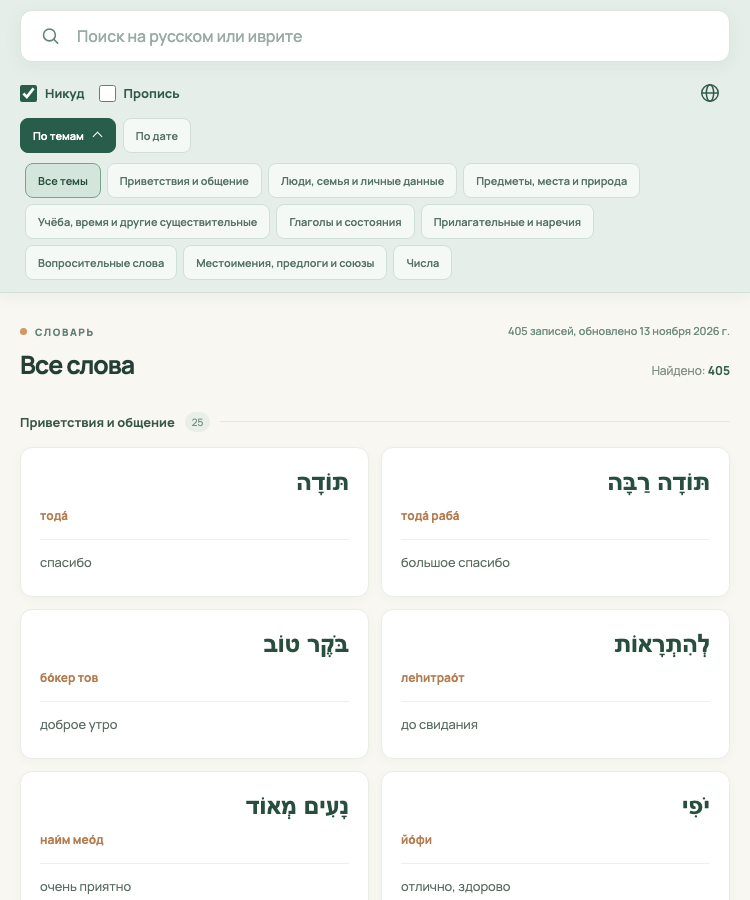 Поиск на русском или иврите
Никуд Пропись
По темам По дате
Все темы Приветствия и общение Люди, семья и личные данные Предметы, места и природа
Учёба, время и другие существительные Глаголы и состояния Прилагательные и наречия
Вопросительные слова Местоимения, предлоги и союзы Числа
СЛОВАРЬ 405 записей, обновлено 13 ноября 2026 г.
Все слова Найдено: 405
Приветствия и общение 25
תּוֹדָה
тода́
спасибо
תּוֹדָה רַבָּה
тода́ раба́
большое спасибо
בֹּקֶר טוֹב
бо́кер тов
доброе утро
לְהִתְרָאוֹת
леhитрао́т
до свидания
נָעִים מְאוֹד
наи́м мео́д
очень приятно
יֹפִי
йо́фи
отлично, здорово